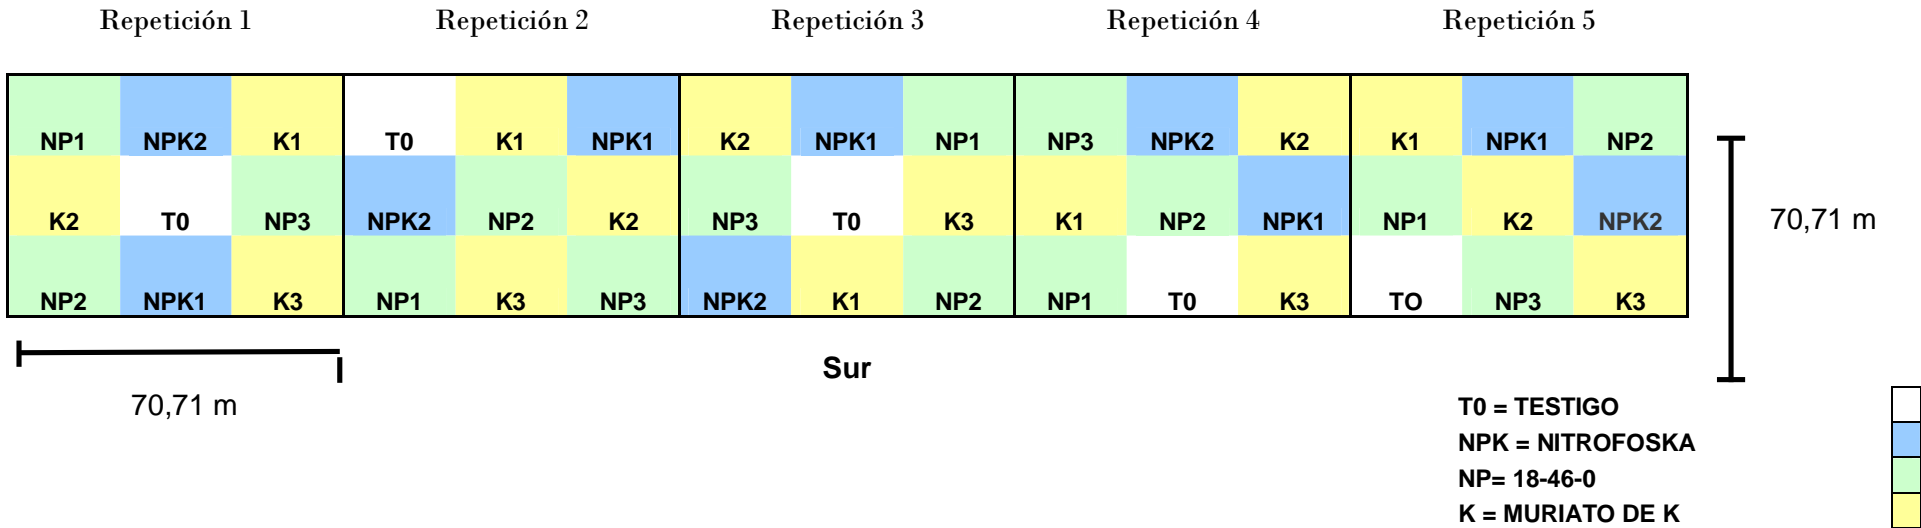 Repetición 1 Repetición 2 Repetición 3 Repetición 4 Repetición 5
NP1 NPK2 K1 T0 K1 NPK1 K2 NPK1 NP1 NP3 NPK2 K2 K1 NPK1 NP2
K2 T0 NP3 NPK2 NP2 K2 NP3 T0 K3 K1 NP2 NPK1 NP1 K2 NPK2
NP2 NPK1 K3 NP1 K3 NP3 NPK2 K1 NP2 NP1 T0 K3 TO NP3 K3
70,71 m
Sur
70,71 m
T0 = TESTIGO
NPK = NITROFOSKA
NP= 18-46-0
K = MURIATO DE K